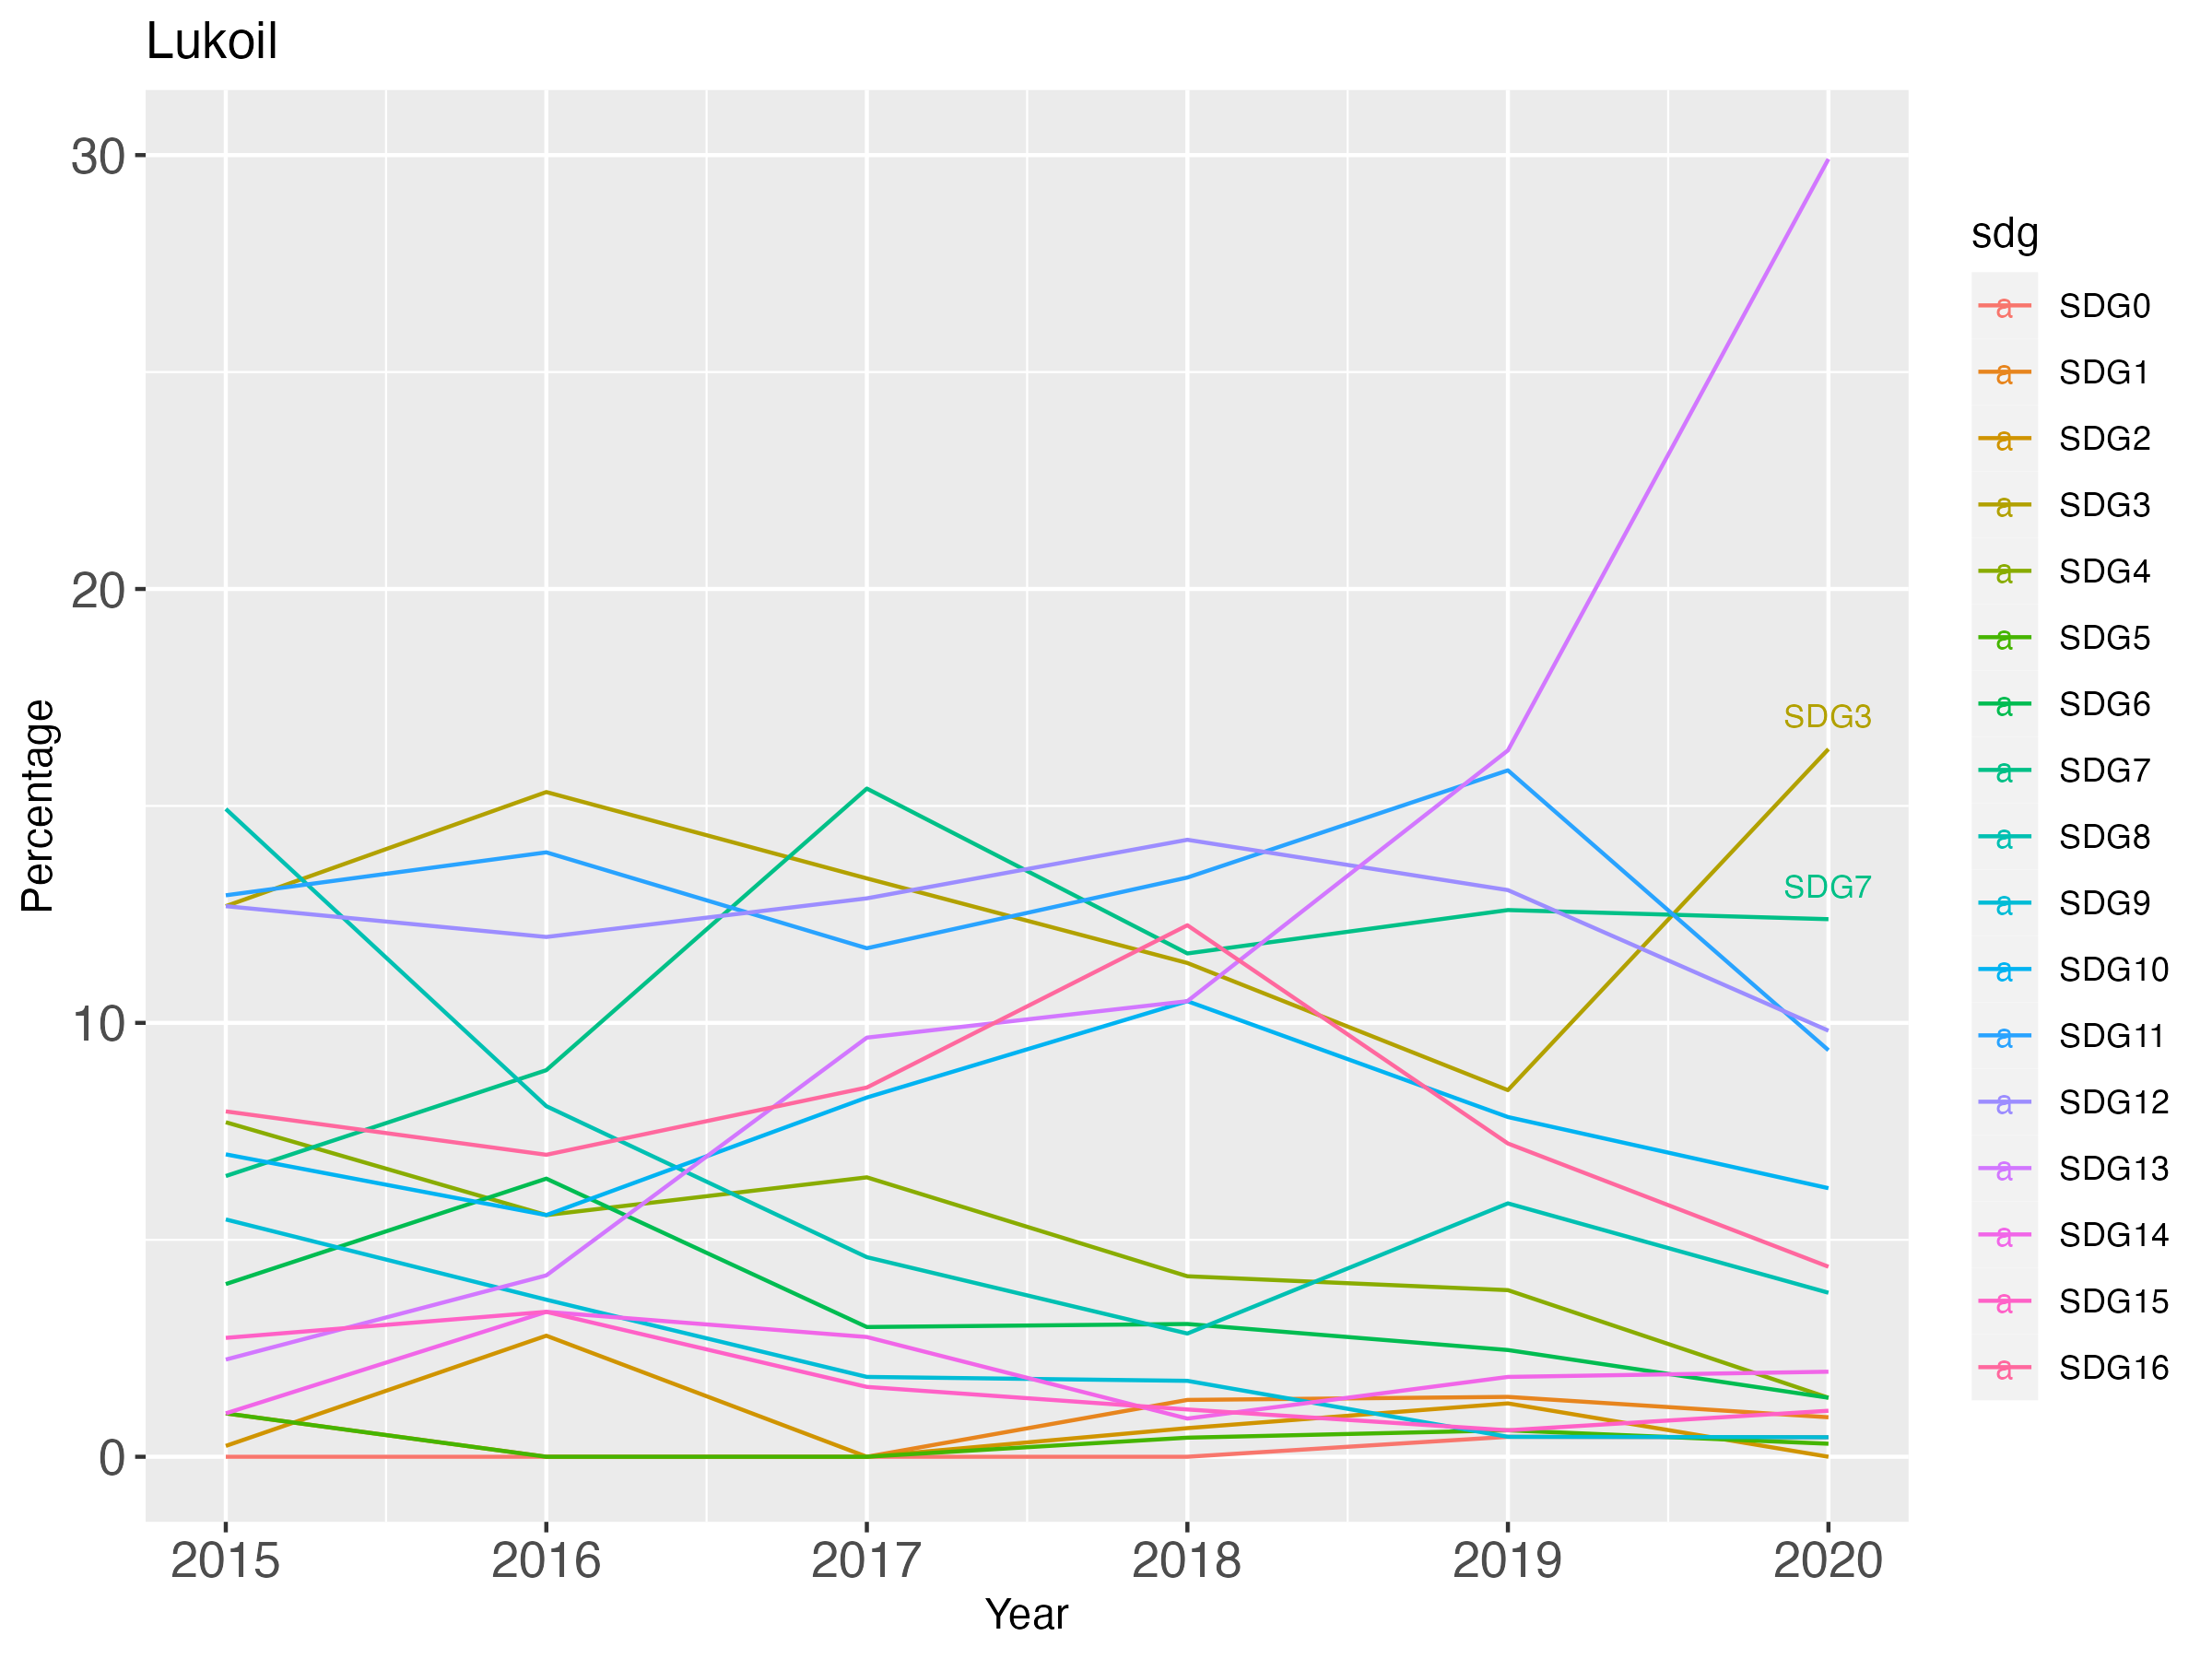 Lukoil
30
20
10
0
Percentage
SDG3
SDG7
2015 2016 2017 2018 2019 2020
Year
sdg
a SDG0
a SDG1
a SDG2
a SDG3
a SDG4
a SDG5
a SDG6
a SDG7
a SDG8
a SDG9
a SDG10
a SDG11
a SDG12
a SDG13
a SDG14
a SDG15
a SDG16